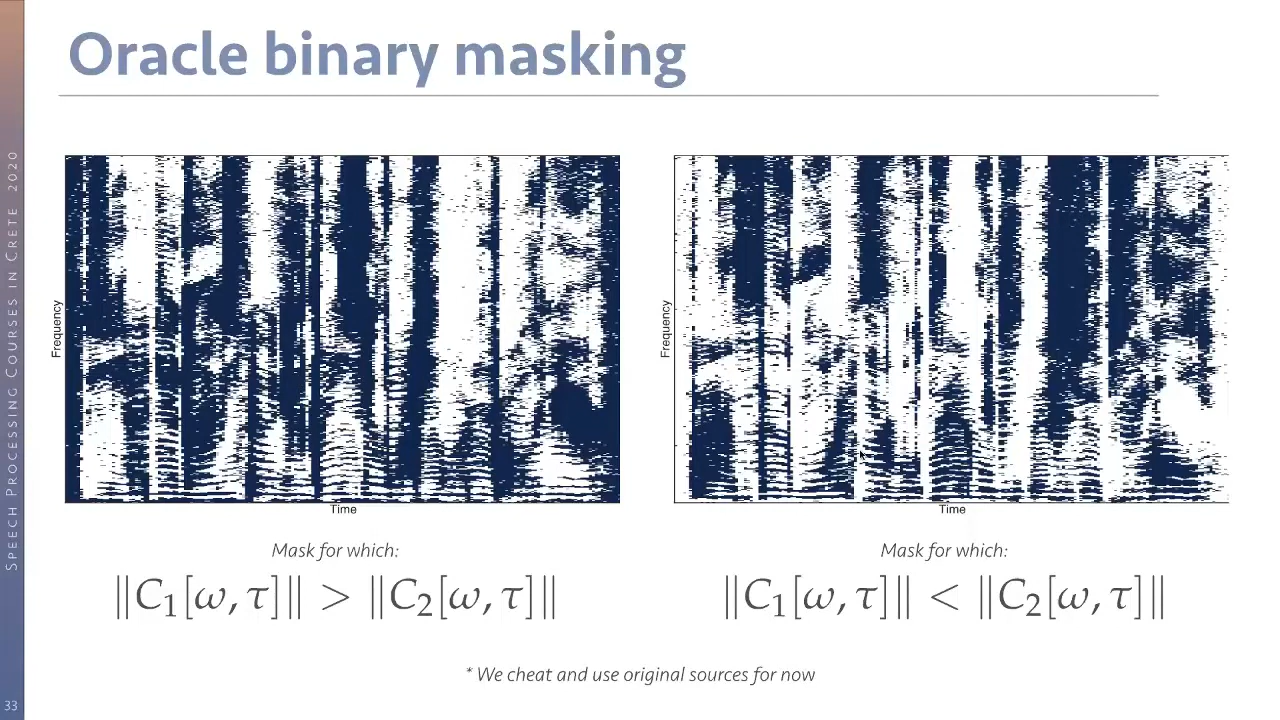 Oracle binary masking
SPEECH PROCESSING COURSES IN CRETE 2020
Frequency
Time
Frequency
Time
Mask for which:
‖C₁[ω, τ]‖ > ‖C₂[ω, τ]‖
Mask for which:
‖C₁[ω, τ]‖ < ‖C₂[ω, τ]‖
* We cheat and use original sources for now
33